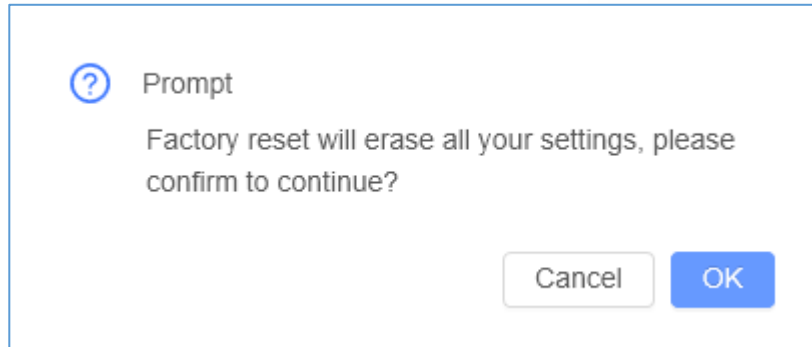 Prompt
Factory reset will erase all your settings, please
confirm to continue?
Cancel
OK